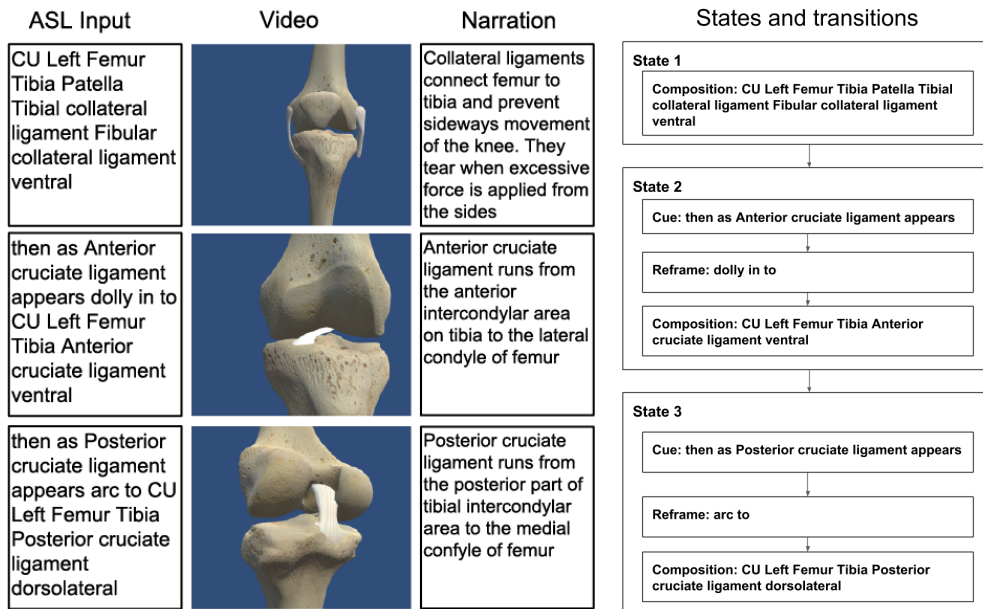 ASL Input
Video
Narration
States and transitions
CU Left Femur
Tibia Patella
Tibial collateral
ligament Fibular
collateral ligament
ventral
Collateral ligaments
connect femur to
tibia and prevent
sideways movement
of the knee. They
tear when excessive
force is applied from
the sides
then as Anterior
cruciate ligament
appears dolly in to
CU Left Femur
Tibia Anterior
cruciate ligament
ventral
Anterior cruciate
ligament runs from
the anterior
intercondylar area
on tibia to the lateral
condyle of femur
then as Posterior
cruciate ligament
appears arc to CU
Left Femur Tibia
Posterior cruciate
ligament
dorsolateral
Posterior cruciate
ligament runs from
the posterior part of
tibial intercondylar
area to the medial
confyle of femur
State 1
Composition: CU Left Femur Tibia Patella Tibial
collateral ligament Fibular collateral ligament
ventral
State 2
Cue: then as Anterior cruciate ligament appears
Reframe: dolly in to
Composition: CU Left Femur Tibia Anterior
cruciate ligament ventral
State 3
Cue: then as Posterior cruciate ligament appears
Reframe: arc to
Composition: CU Left Femur Tibia Posterior
cruciate ligament dorsolateral